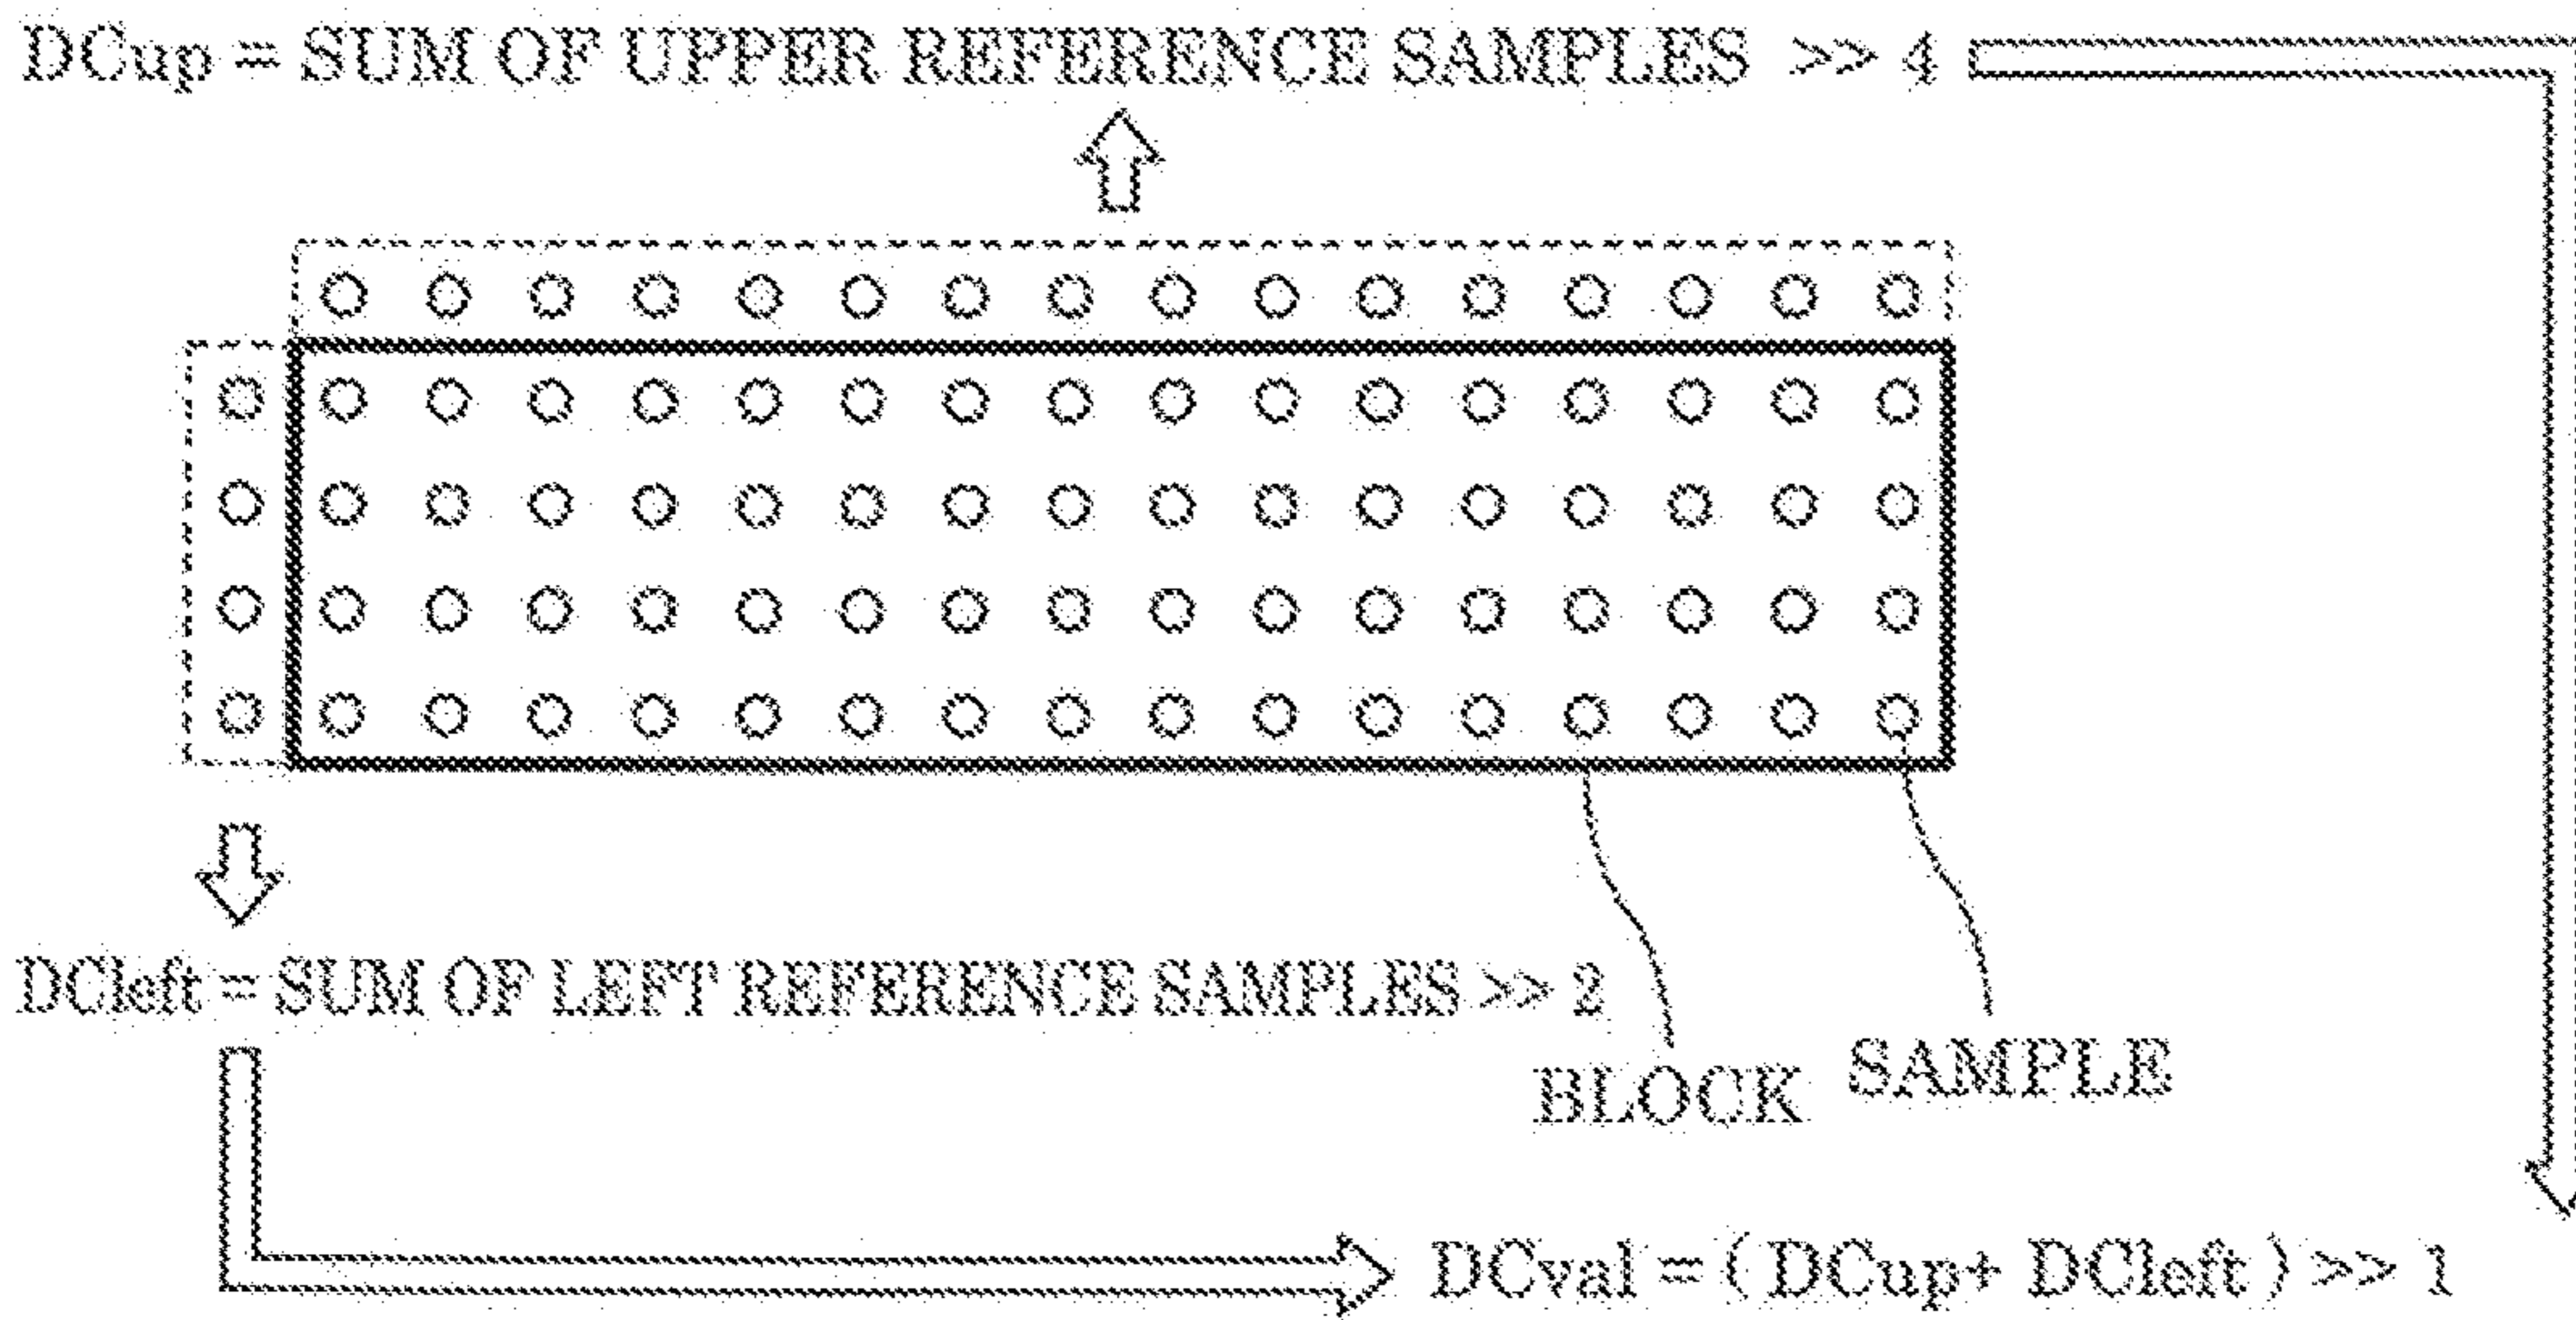 DCup = SUM OF UPPER REFERENCE SAMPLES >> 4
DCleft = SUM OF LEFT REFERENCE SAMPLES >> 2
BLOCK
SAMPLE
DCval = ( DCup+ DCleft ) >> 1